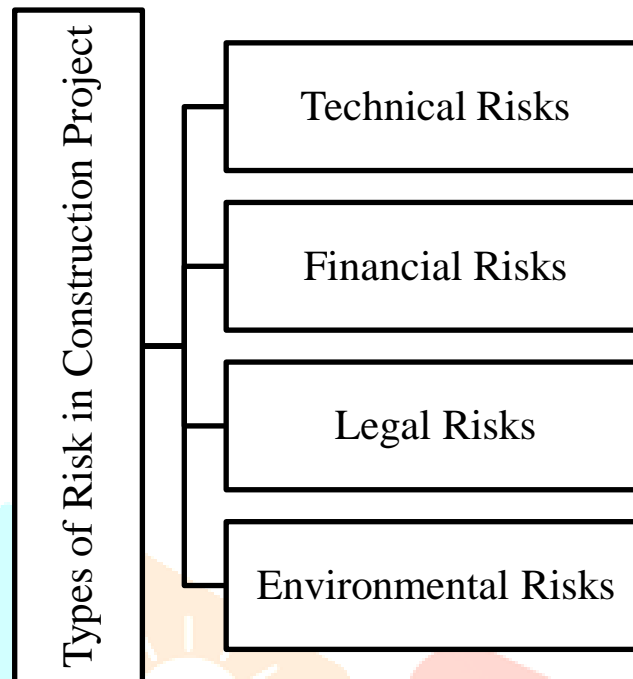 Types of Risk in Construction Project
Technical Risks
Financial Risks
Legal Risks
Environmental Risks